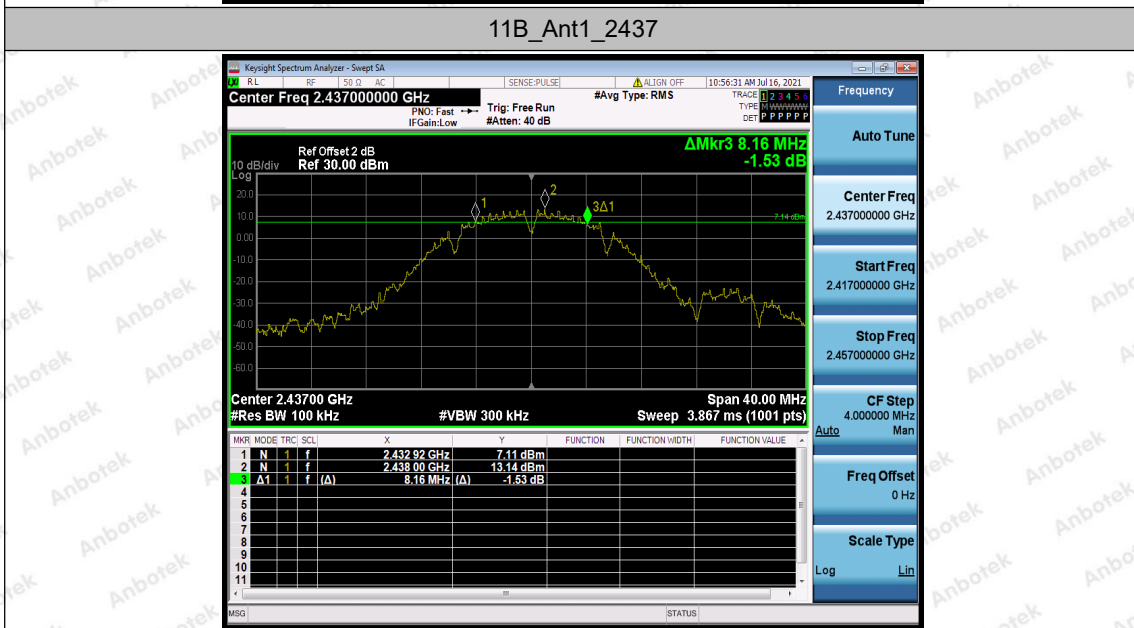 11B_Ant1_2437
Keysight Spectrum Analyzer - Swept SA
RL RF 50 Ω AC SENSE:PULSE ALIGN OFF 10:56:31 AM Jul 16, 2021
Center Freq 2.437000000 GHz
PNO: Fast
IFGain:Low
Trig: Free Run
#Atten: 40 dB
#Avg Type: RMS
TRACE 1 2 3 4 5 6
TYPE M WWWWW
DET P P P P P P
Ref Offset 2 dB
Ref 30.00 dBm
10 dB/div
Log
ΔMkr3 8.16 MHz
-1.53 dB
20.0
10.0
0.00
-10.0
-20.0
-30.0
-40.0
-50.0
-60.0
1
2
3Δ1
7.14 dBm
Center 2.43700 GHz
Span 40.00 MHz
#Res BW 100 kHz
#VBW 300 kHz
Sweep 3.867 ms (1001 pts)
MKR MODE TRC SCL X Y FUNCTION FUNCTION WIDTH FUNCTION VALUE
1 N 1 f 2.432 92 GHz 7.11 dBm
2 N 1 f 2.438 00 GHz 13.14 dBm
3 Δ1 1 f (Δ) 8.16 MHz (Δ) -1.53 dB
4
5
6
7
8
9
10
11
MSG
STATUS
Frequency
Auto Tune
Center Freq
2.437000000 GHz
Start Freq
2.417000000 GHz
Stop Freq
2.457000000 GHz
CF Step
4.000000 MHz
Auto Man
Freq Offset
0 Hz
Scale Type
Log Lin
Anbotek